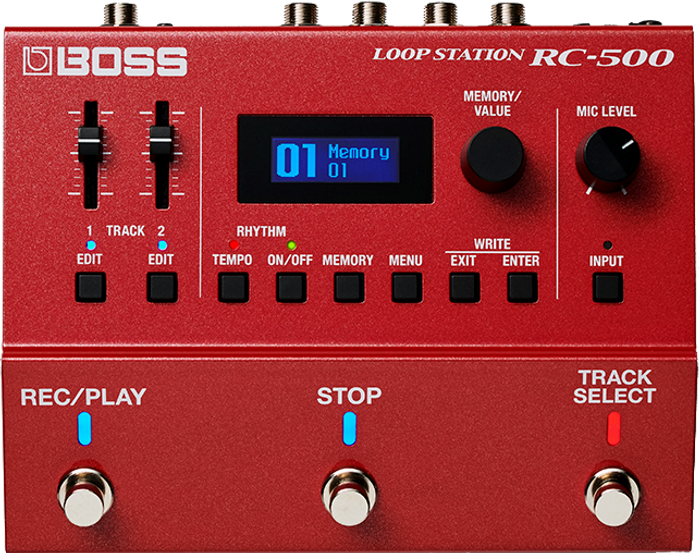 BOSS
LOOP STATION RC-500
MEMORY/
VALUE
MIC LEVEL
01 Memory
01
1 TRACK 2
RHYTHM
WRITE
EDIT
EDIT
TEMPO
ON/OFF
MEMORY
MENU
EXIT
ENTER
INPUT
REC/PLAY
STOP
TRACK
SELECT